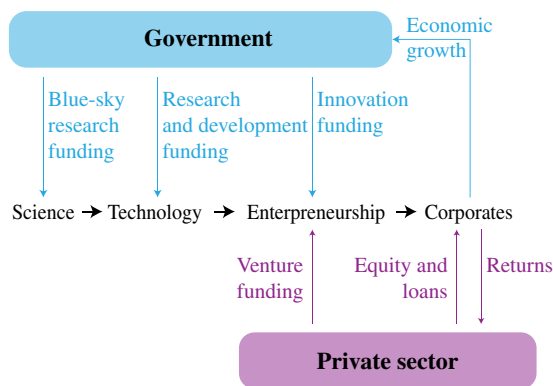 Government
Economic
growth
Blue-sky
research
funding
Research
and development
funding
Innovation
funding
Science
Technology
Enterpreneurship
Corporates
Venture
funding
Equity and
loans
Returns
Private sector